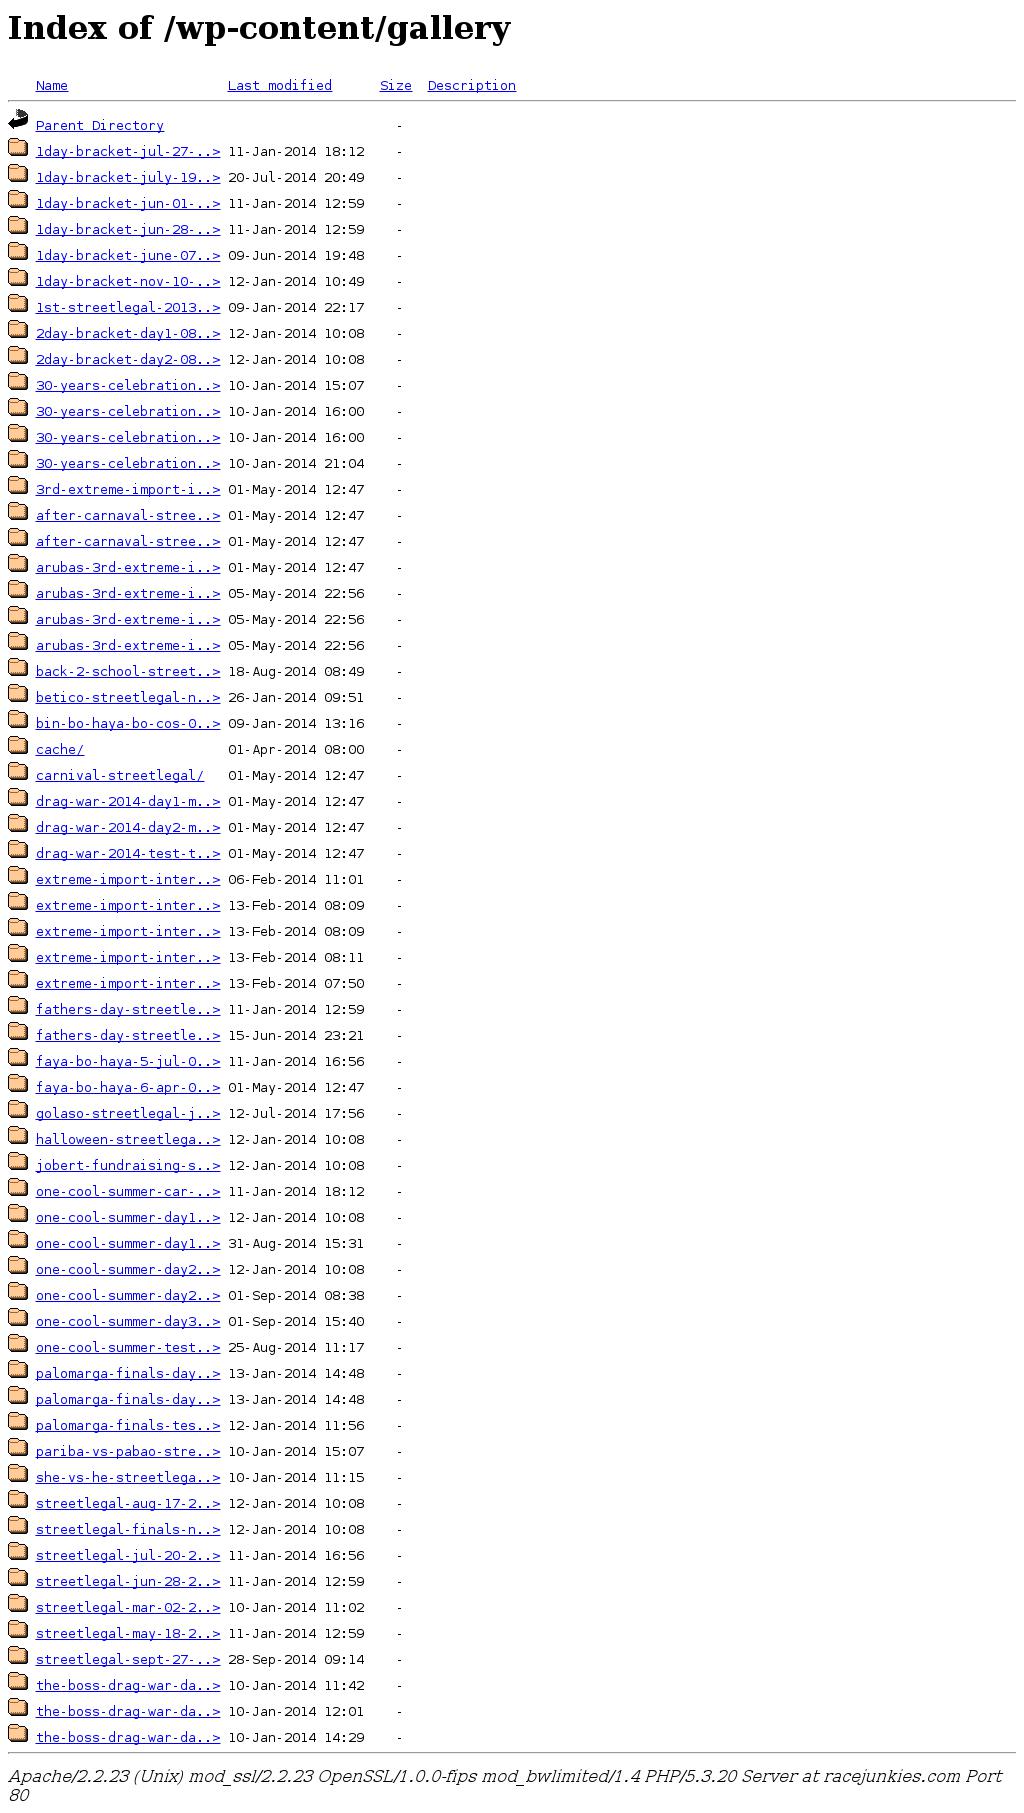 Index of /wp-content/gallery
Name Last modified Size Description
Parent Directory -
1day-bracket-jul-27-..> 11-Jan-2014 18:12 -
1day-bracket-july-19..> 20-Jul-2014 20:49 -
1day-bracket-jun-01-..> 11-Jan-2014 12:59 -
1day-bracket-jun-28-..> 11-Jan-2014 12:59 -
1day-bracket-june-07..> 09-Jun-2014 19:48 -
1day-bracket-nov-10-..> 12-Jan-2014 10:49 -
1st-streetlegal-2013..> 09-Jan-2014 22:17 -
2day-bracket-day1-08..> 12-Jan-2014 10:08 -
2day-bracket-day2-08..> 12-Jan-2014 10:08 -
30-years-celebration..> 10-Jan-2014 15:07 -
30-years-celebration..> 10-Jan-2014 16:00 -
30-years-celebration..> 10-Jan-2014 16:00 -
30-years-celebration..> 10-Jan-2014 21:04 -
3rd-extreme-import-i..> 01-May-2014 12:47 -
after-carnaval-stree..> 01-May-2014 12:47 -
after-carnaval-stree..> 01-May-2014 12:47 -
arubas-3rd-extreme-i..> 01-May-2014 12:47 -
arubas-3rd-extreme-i..> 05-May-2014 22:56 -
arubas-3rd-extreme-i..> 05-May-2014 22:56 -
arubas-3rd-extreme-i..> 05-May-2014 22:56 -
back-2-school-street..> 18-Aug-2014 08:49 -
betico-streetlegal-n..> 26-Jan-2014 09:51 -
bin-bo-haya-bo-cos-0..> 09-Jan-2014 13:16 -
cache/ 01-Apr-2014 08:00 -
carnival-streetlegal/ 01-May-2014 12:47 -
drag-war-2014-day1-m..> 01-May-2014 12:47 -
drag-war-2014-day2-m..> 01-May-2014 12:47 -
drag-war-2014-test-t..> 01-May-2014 12:47 -
extreme-import-inter..> 06-Feb-2014 11:01 -
extreme-import-inter..> 13-Feb-2014 08:09 -
extreme-import-inter..> 13-Feb-2014 08:09 -
extreme-import-inter..> 13-Feb-2014 08:11 -
extreme-import-inter..> 13-Feb-2014 07:50 -
fathers-day-streetle..> 11-Jan-2014 12:59 -
fathers-day-streetle..> 15-Jun-2014 23:21 -
faya-bo-haya-5-jul-0..> 11-Jan-2014 16:56 -
faya-bo-haya-6-apr-0..> 01-May-2014 12:47 -
golaso-streetlegal-j..> 12-Jul-2014 17:56 -
halloween-streetlega..> 12-Jan-2014 10:08 -
jobert-fundraising-s..> 12-Jan-2014 10:08 -
one-cool-summer-car-..> 11-Jan-2014 18:12 -
one-cool-summer-day1..> 12-Jan-2014 10:08 -
one-cool-summer-day1..> 31-Aug-2014 15:31 -
one-cool-summer-day2..> 12-Jan-2014 10:08 -
one-cool-summer-day2..> 01-Sep-2014 08:38 -
one-cool-summer-day3..> 01-Sep-2014 15:40 -
one-cool-summer-test..> 25-Aug-2014 11:17 -
palomarga-finals-day..> 13-Jan-2014 14:48 -
palomarga-finals-day..> 13-Jan-2014 14:48 -
palomarga-finals-tes..> 12-Jan-2014 11:56 -
pariba-vs-pabao-stre..> 10-Jan-2014 15:07 -
she-vs-he-streetlega..> 10-Jan-2014 11:15 -
streetlegal-aug-17-2..> 12-Jan-2014 10:08 -
streetlegal-finals-n..> 12-Jan-2014 10:08 -
streetlegal-jul-20-2..> 11-Jan-2014 16:56 -
streetlegal-jun-28-2..> 11-Jan-2014 12:59 -
streetlegal-mar-02-2..> 10-Jan-2014 11:02 -
streetlegal-may-18-2..> 11-Jan-2014 12:59 -
streetlegal-sept-27-..> 28-Sep-2014 09:14 -
the-boss-drag-war-da..> 10-Jan-2014 11:42 -
the-boss-drag-war-da..> 10-Jan-2014 12:01 -
the-boss-drag-war-da..> 10-Jan-2014 14:29 -
Apache/2.2.23 (Unix) mod_ssl/2.2.23 OpenSSL/1.0.0-fips mod_bwlimited/1.4 PHP/5.3.20 Server at racejunkies.com Port
80